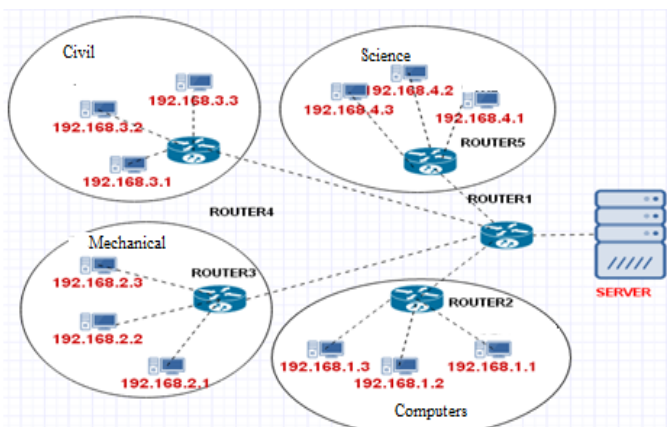 Civil
192.168.3.3
192.168.3.2
192.168.3.1
Science
192.168.4.2
192.168.4.3
192.168.4.1
ROUTER5
ROUTER1
ROUTER4
SERVER
Mechanical
ROUTER3
192.168.2.3
192.168.2.2
192.168.2.1
ROUTER2
192.168.1.3
192.168.1.2
192.168.1.1
Computers